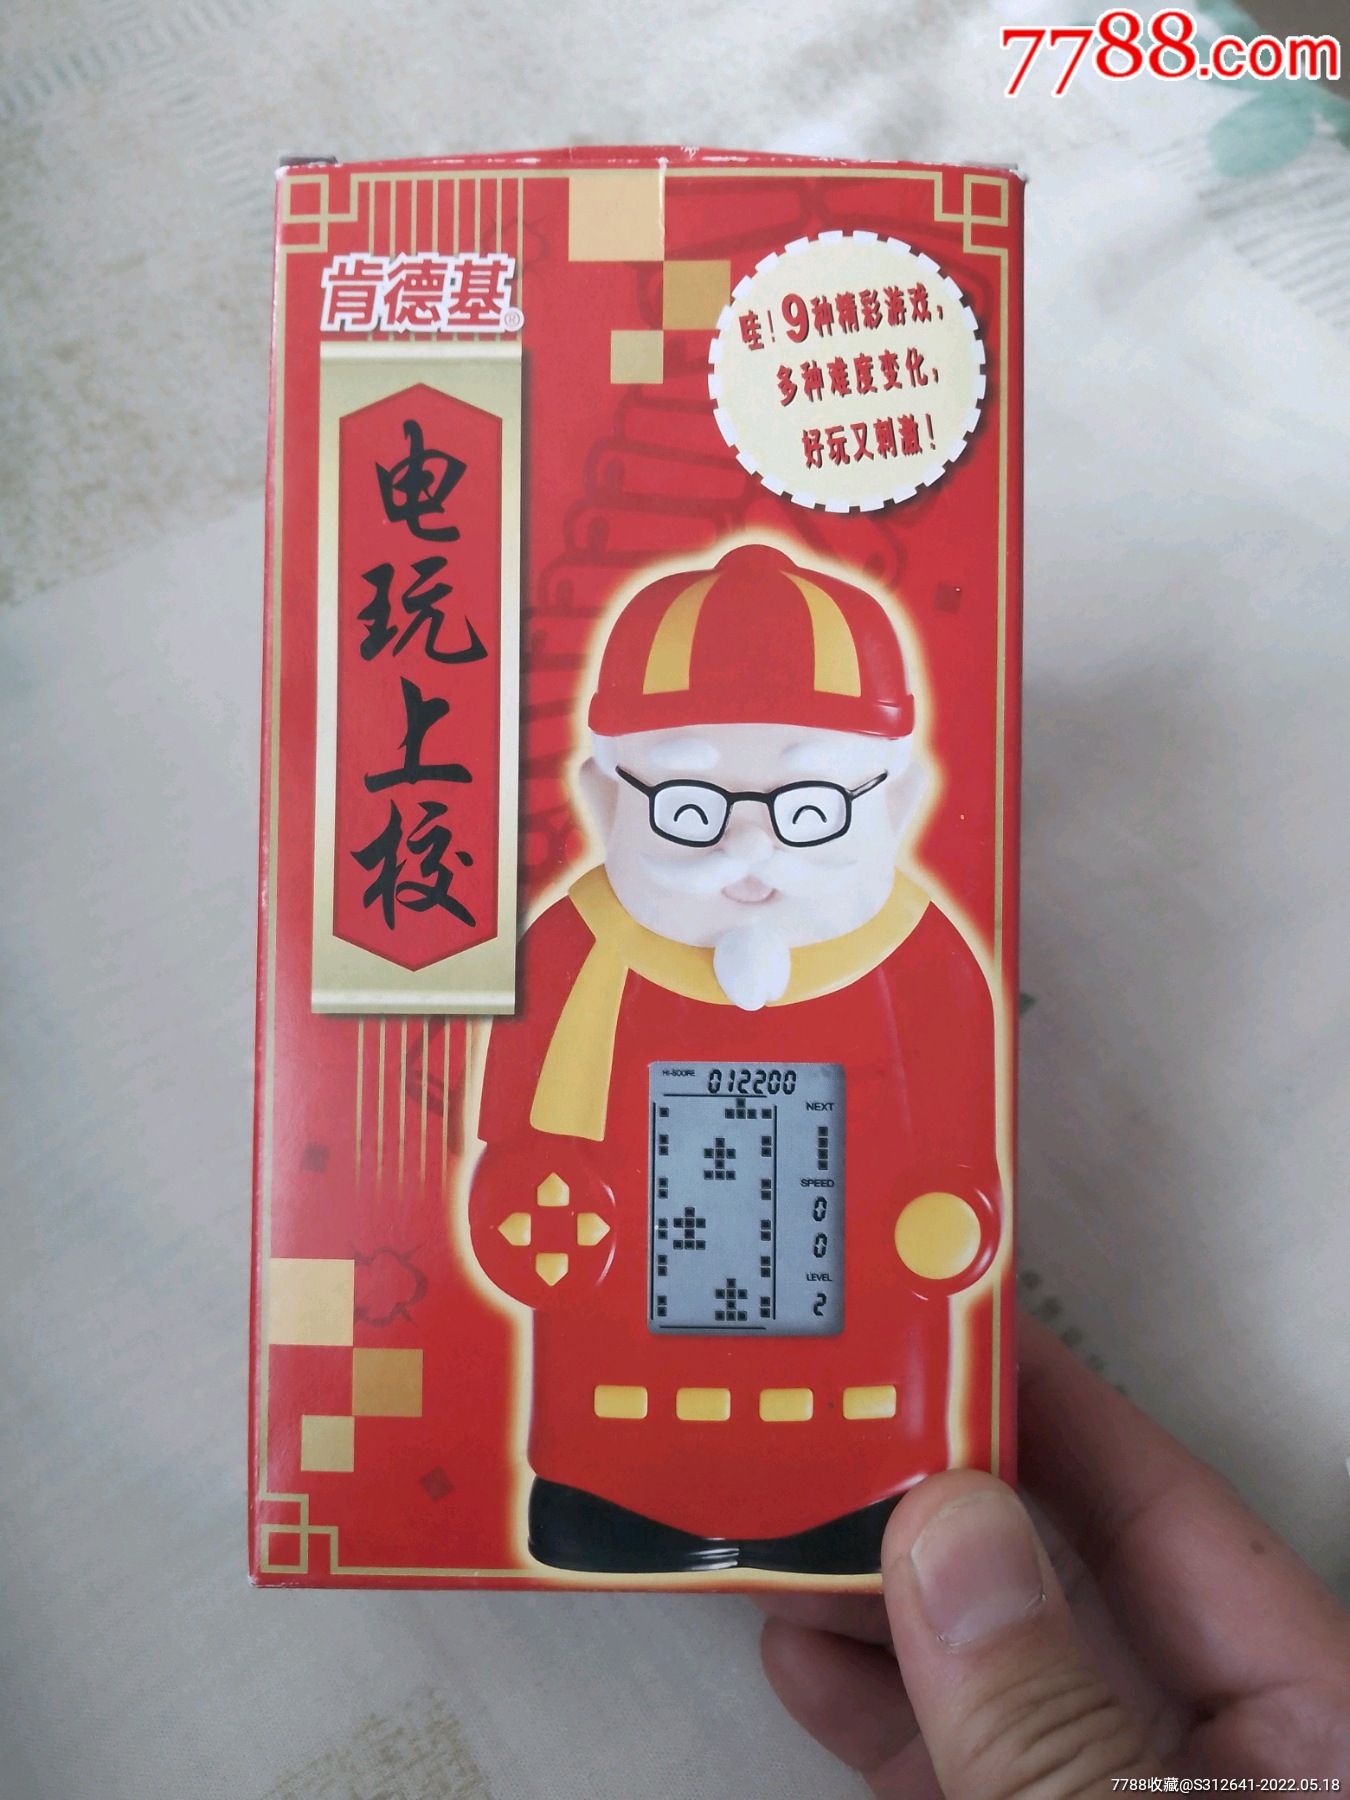 7788.com
肯德基®
哇！9种精彩游戏，
多种难度变化，
好玩又刺激！
电玩上校
HI-SCORE 012200
NEXT
SPEED
0
0
LEVEL
2
7788收藏@S312641-2022.05.18